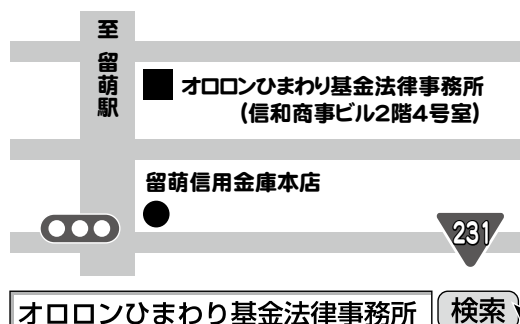 至 留萌駅
オロロンひまわり基金法律事務所
(信和商事ビル2階4号室)
留萌信用金庫本店
231
オロロンひまわり基金法律事務所 検索